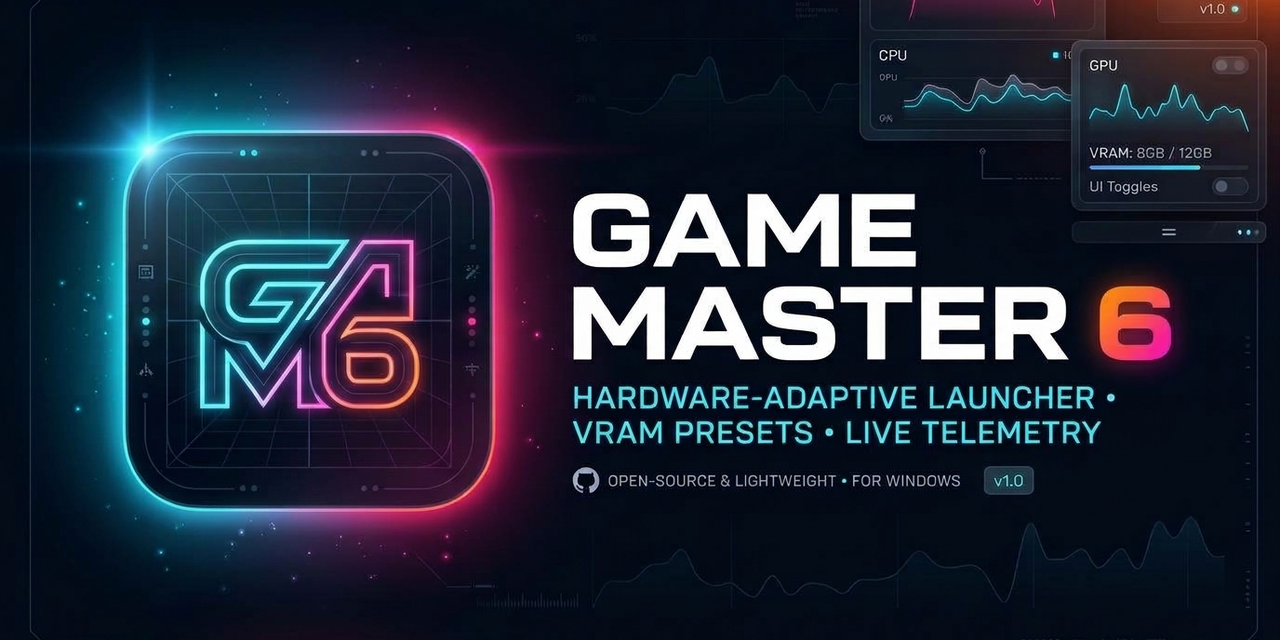 v1.0
CPU
GPU
VRAM: 8GB / 12GB
UI Toggles
GM6
GAME
MASTER 6
HARDWARE-ADAPTIVE LAUNCHER •
VRAM PRESETS • LIVE TELEMETRY
OPEN-SOURCE & LIGHTWEIGHT • FOR WINDOWS
v1.0